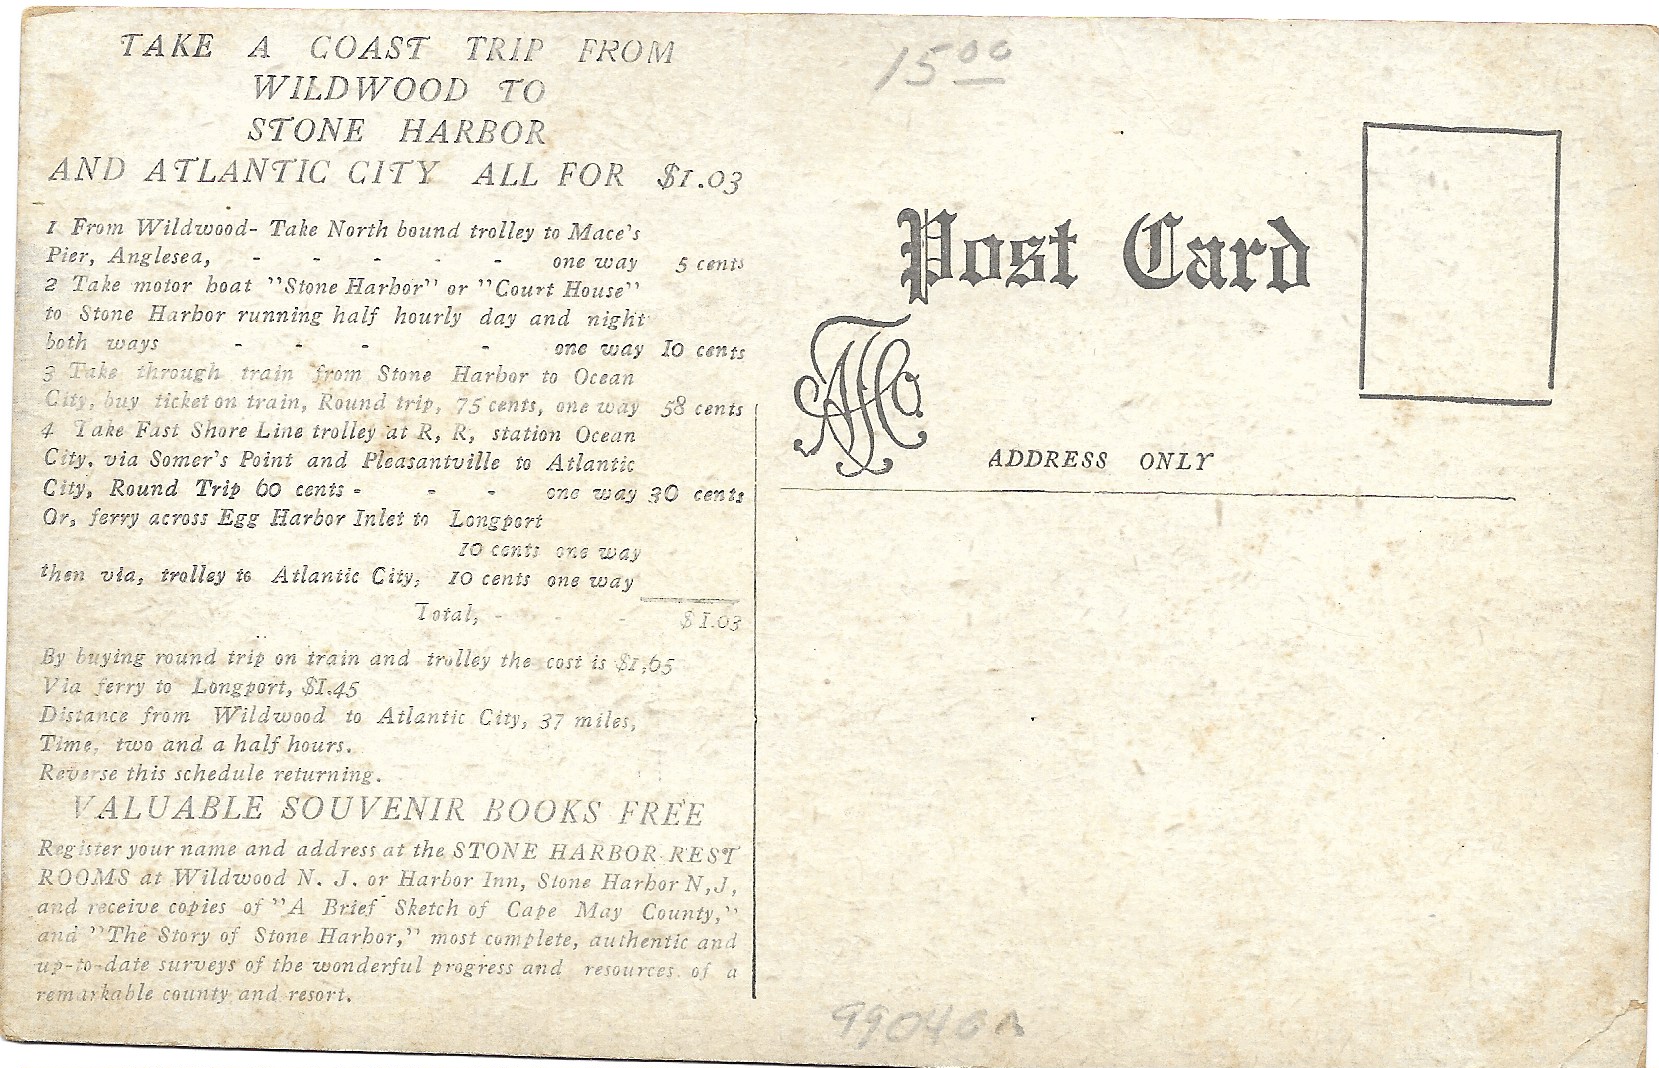 TAKE A COAST TRIP FROM
WILDWOOD TO
STONE HARBOR
AND ATLANTIC CITY ALL FOR $1.03
1 From Wildwood- Take North bound trolley to Mace's
Pier, Anglesea, - - - - - one way 5 cents
2 Take motor boat "Stone Harbor" or "Court House"
to Stone Harbor running half hourly day and night
both ways - - - - one way 10 cents
3 Take through train from Stone Harbor to Ocean
City, buy ticket on train, Round trip, 75 cents, one way 58 cents
4 Take Fast Shore Line trolley at R, R, station Ocean
City, via Somer's Point and Pleasantville to Atlantic
City, Round Trip 60 cents - - - one way 30 cents
Or, ferry across Egg Harbor Inlet to Longport
10 cents one way
then via, trolley to Atlantic City, 10 cents one way
Total, - - - $1.03
By buying round trip on train and trolley the cost is $1,65
Via ferry to Longport, $1.45
Distance from Wildwood to Atlantic City, 37 miles,
Time, two and a half hours.
Reverse this schedule returning.
VALUABLE SOUVENIR BOOKS FREE
Register your name and address at the STONE HARBOR REST
ROOMS at Wildwood N. J. or Harbor Inn, Stone Harbor N,J,
and receive copies of "A Brief Sketch of Cape May County,"
and "The Story of Stone Harbor," most complete, authentic and
up-to-date surveys of the wonderful progress and resources of a
remarkable county and resort.
15 00
Post Card
ADDRESS ONLY